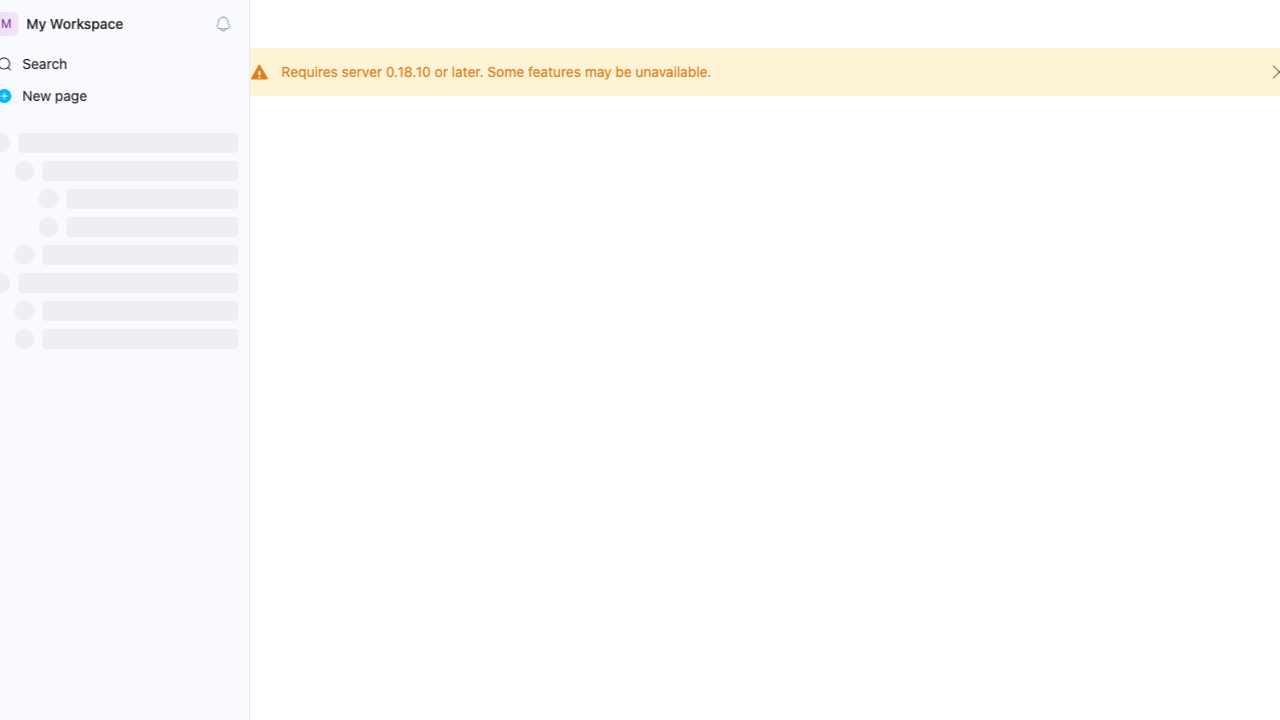 M My Workspace
Search
New page
Requires server 0.18.10 or later. Some features may be unavailable.